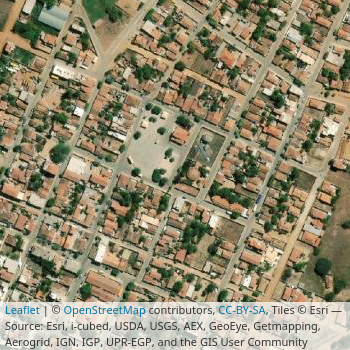 Leaflet | © OpenStreetMap contributors, CC-BY-SA, Tiles © Esri —
Source: Esri, i-cubed, USDA, USGS, AEX, GeoEye, Getmapping,
Aerogrid, IGN, IGP, UPR-EGP, and the GIS User Community